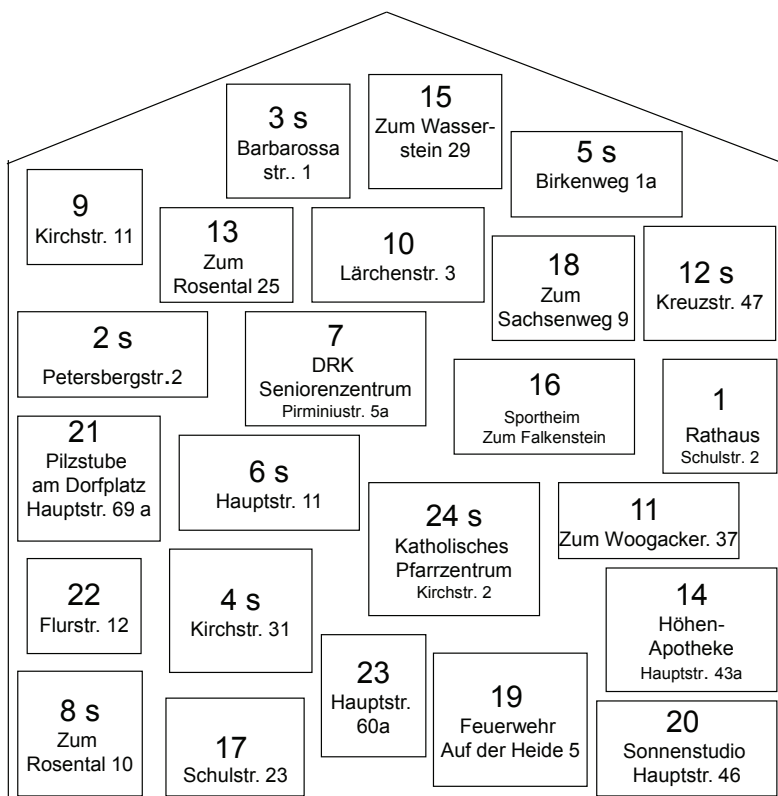 3 s
Barbarossa
str.. 1
15
Zum Wasser-
stein 29
5 s
Birkenweg 1a
9
Kirchstr. 11
13
Zum
Rosental 25
10
Lärchenstr. 3
18
Zum
Sachsenweg 9
12 s
Kreuzstr. 47
2 s
Petersbergstr.2
7
DRK
Seniorenzentrum
Pirminiustr. 5a
16
Sportheim
Zum Falkenstein
1
Rathaus
Schulstr. 2
21
Pilzstube
am Dorfplatz
Hauptstr. 69 a
6 s
Hauptstr. 11
24 s
Katholisches
Pfarrzentrum
Kirchstr. 2
11
Zum Woogacker. 37
22
Flurstr. 12
4 s
Kirchstr. 31
14
Höhen-
Apotheke
Hauptstr. 43a
23
Hauptstr.
60a
19
Feuerwehr
Auf der Heide 5
8 s
Zum
Rosental 10
17
Schulstr. 23
20
Sonnenstudio
Hauptstr. 46